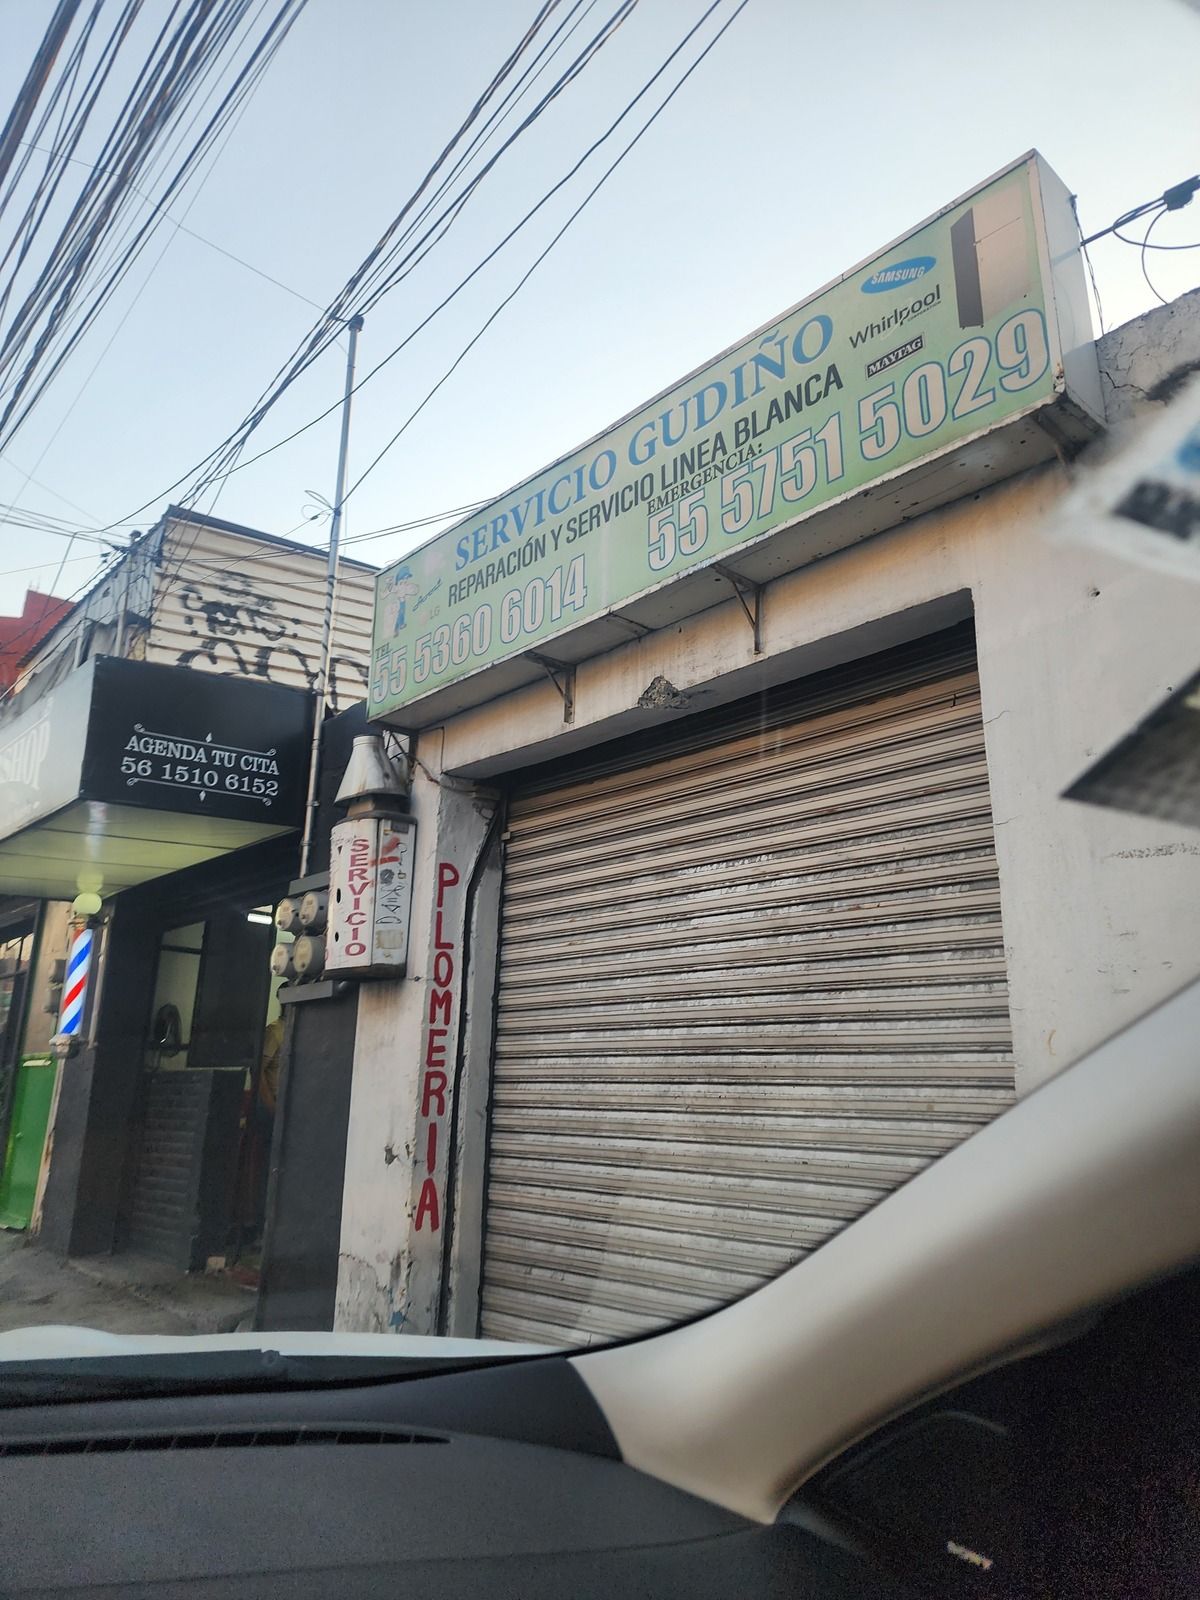 SERVICIO GUDIÑO
REPARACIÓN Y SERVICIO LINEA BLANCA
EMERGENCIA:
TEL.
55 5360 6014
55 5751 5029
SAMSUNG
Whirlpool
CORPORATION
MAYTAG
LG
AGENDA TU CITA
56 1510 6152
SHOP
SERVICIO
PLOMERIA